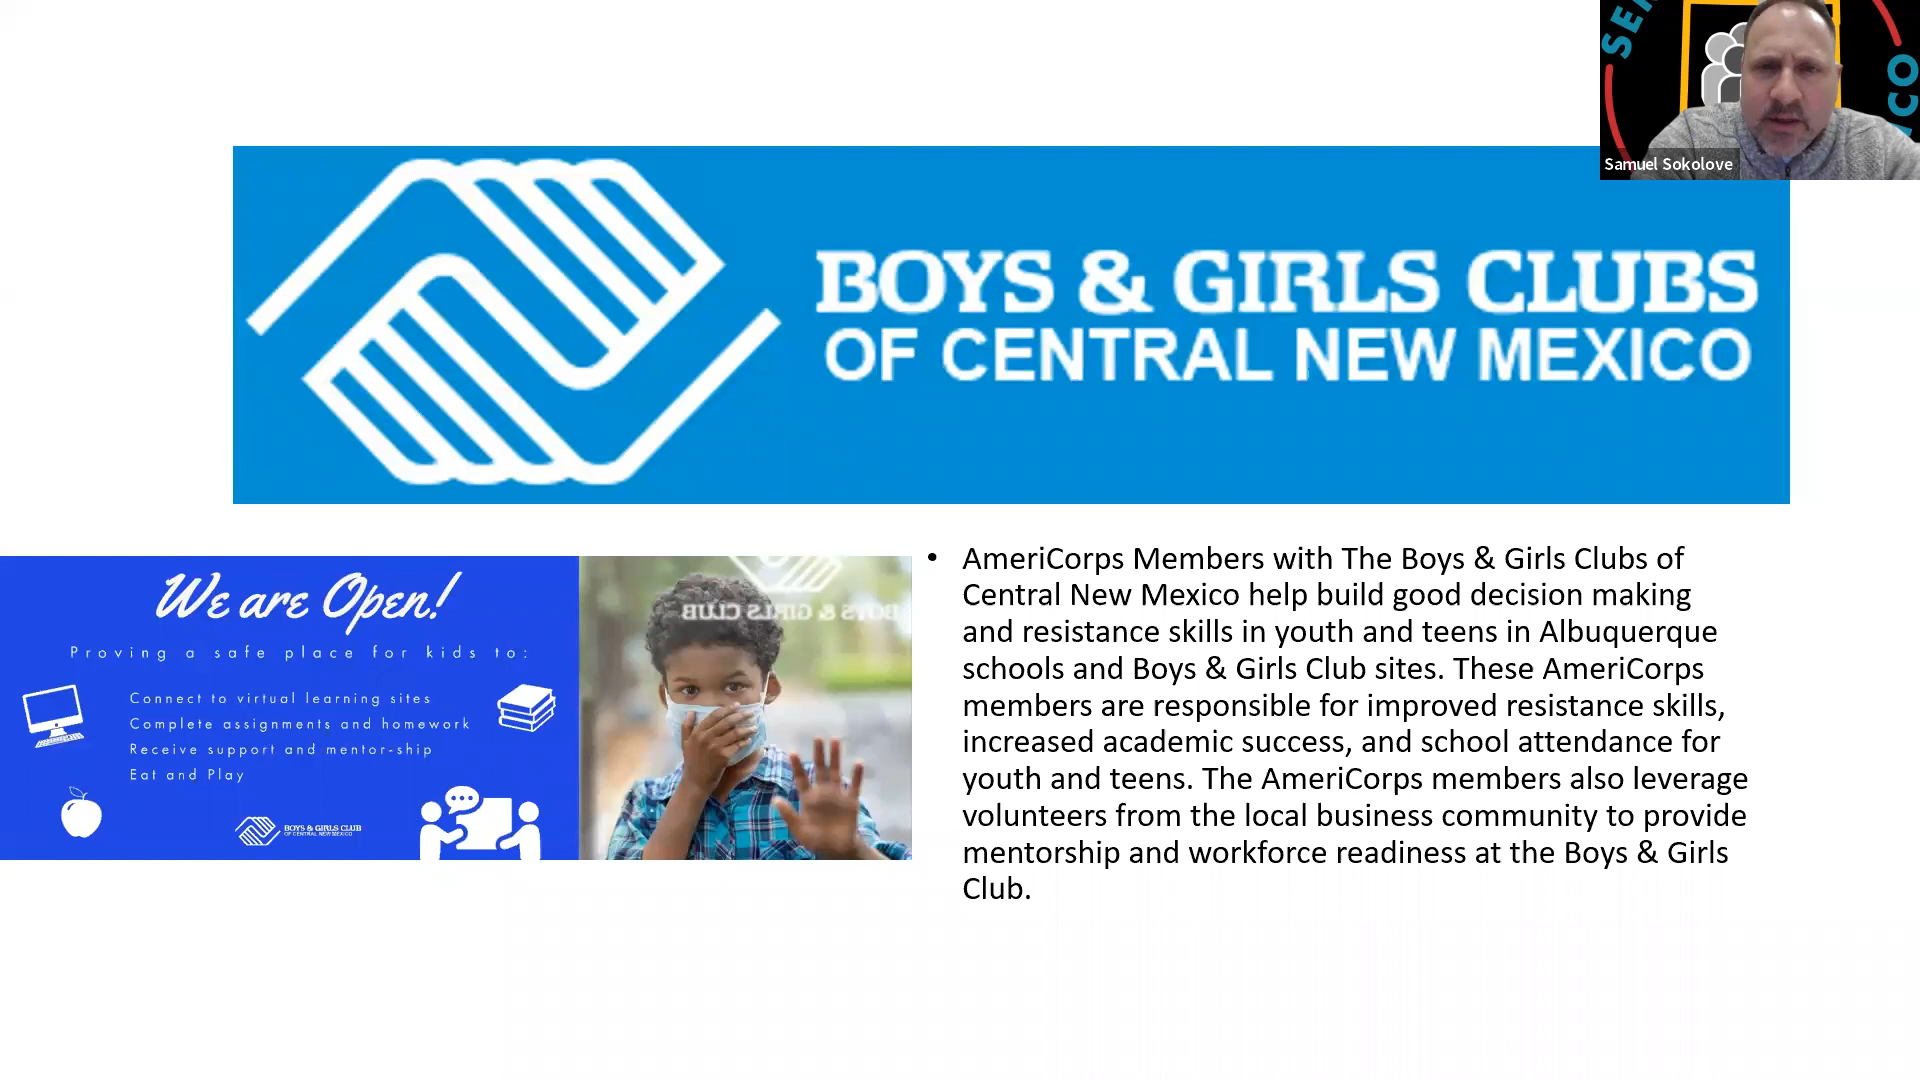 SER
CO
Samuel Sokolove
BOYS & GIRLS CLUBS
OF CENTRAL NEW MEXICO
We are Open!
Proving a safe place for kids to:
Connect to virtual learning sites
Complete assignments and homework
Receive support and mentor-ship
Eat and Play
BOYS & GIRLS CLUB
OF CENTRAL NEW MEXICO
BOYS & GIRLS CLUB
• AmeriCorps Members with The Boys & Girls Clubs of
Central New Mexico help build good decision making
and resistance skills in youth and teens in Albuquerque
schools and Boys & Girls Club sites. These AmeriCorps
members are responsible for improved resistance skills,
increased academic success, and school attendance for
youth and teens. The AmeriCorps members also leverage
volunteers from the local business community to provide
mentorship and workforce readiness at the Boys & Girls
Club.